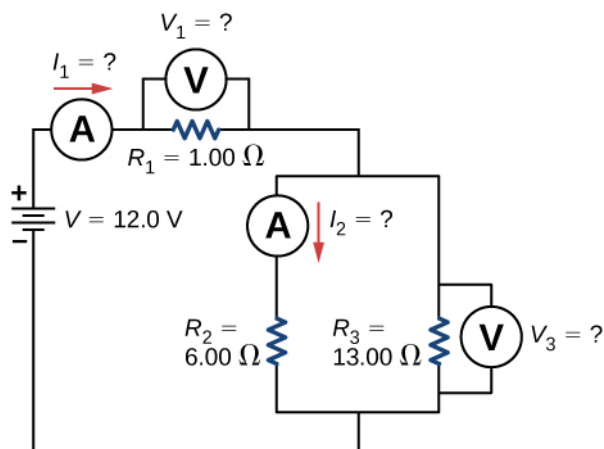 V1 = ?
I1 = ?
V
A
R1 = 1.00 Ω
+
V = 12.0 V
−
A
I2 = ?
R2 =
6.00 Ω
R3 =
13.00 Ω
V
V3 = ?